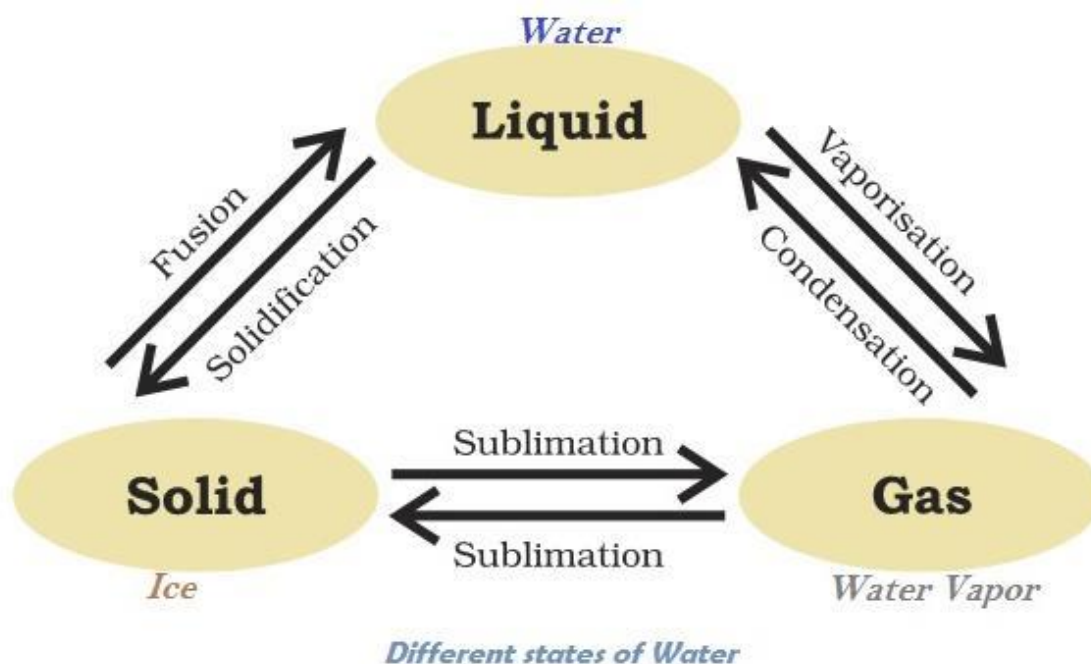 Water
Liquid
Fusion
Solidification
Vaporisation
Condensation
Sublimation
Solid
Gas
Sublimation
Ice
Water Vapor
Different states of Water